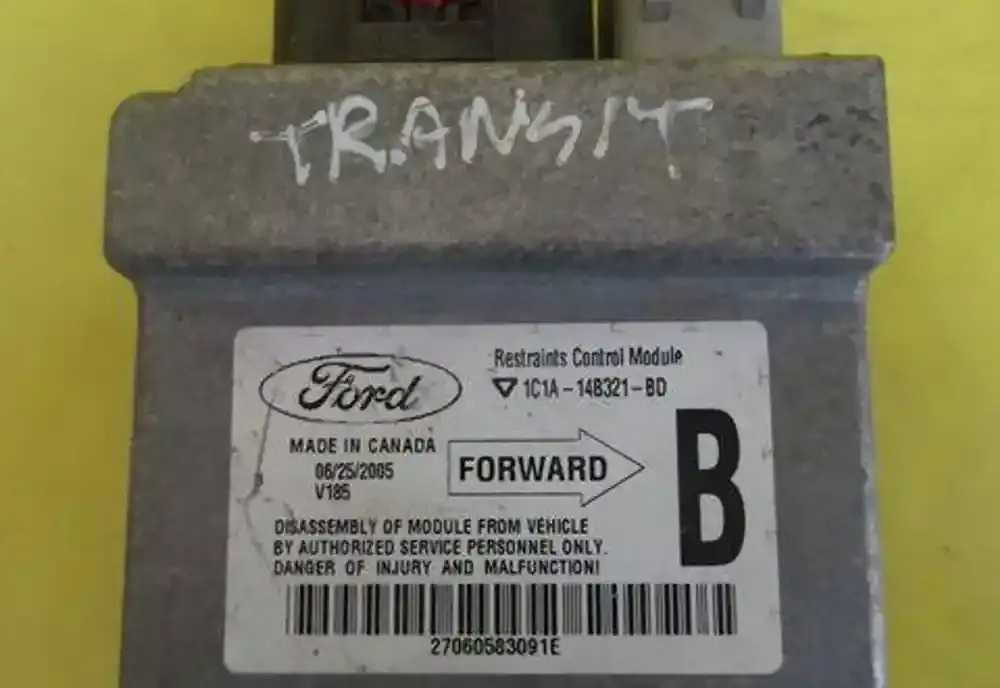 TRANSIT
Ford
Restraints Control Module
1C1A-14B321-BD
MADE IN CANADA
06/25/2005
V185
FORWARD
B
DISASSEMBLY OF MODULE FROM VEHICLE
BY AUTHORIZED SERVICE PERSONNEL ONLY.
DANGER OF INJURY AND MALFUNCTION!
27060583091E